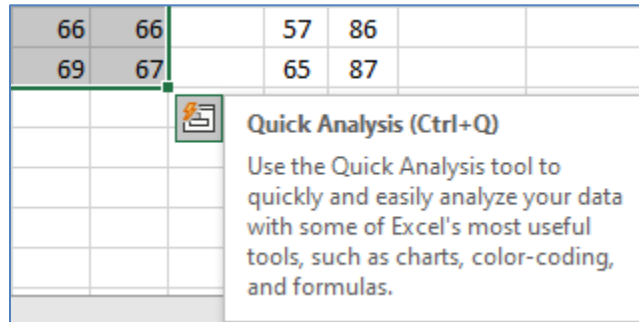 66 66 57 86
69 67 65 87
Quick Analysis (Ctrl+Q)
Use the Quick Analysis tool to
quickly and easily analyze your data
with some of Excel's most useful
tools, such as charts, color-coding,
and formulas.